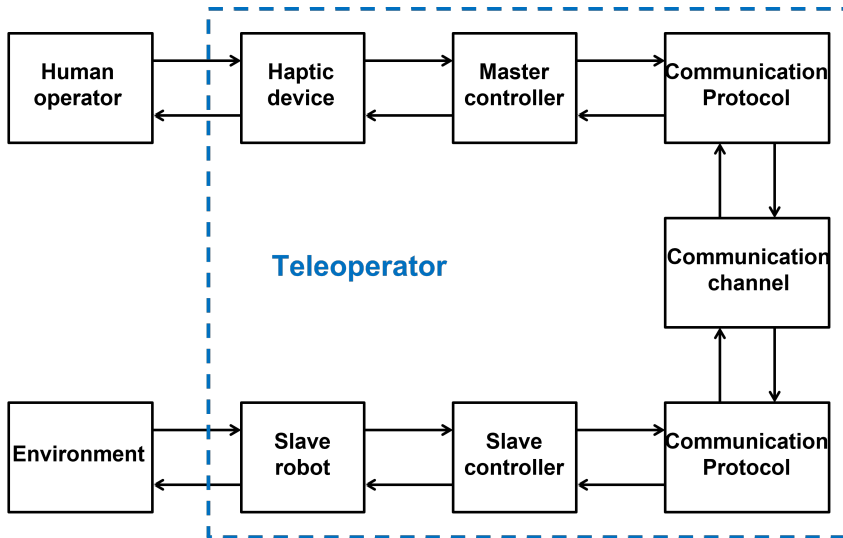 Human
operator
Haptic
device
Master
controller
Communication
Protocol
Teleoperator
Communication
channel
Environment
Slave
robot
Slave
controller
Communication
Protocol